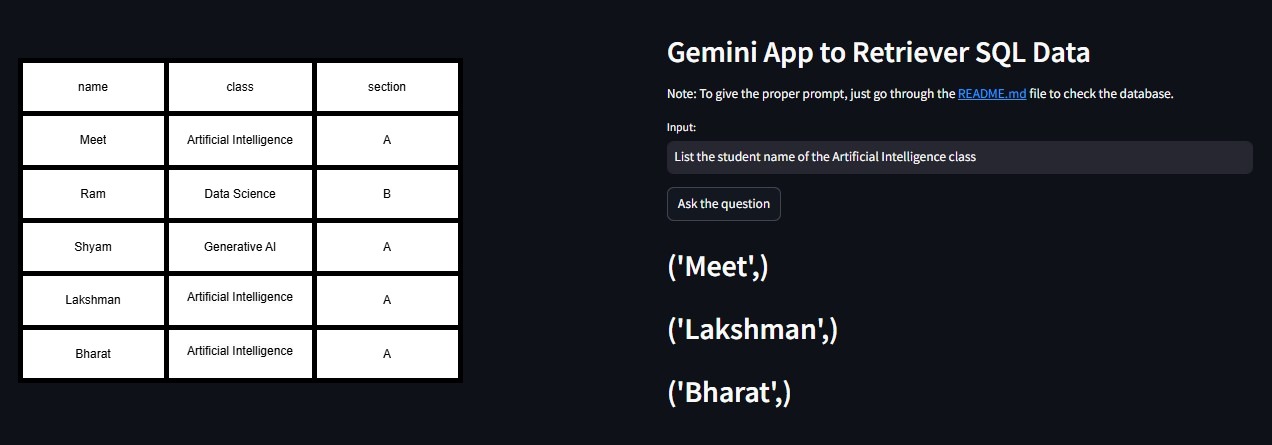 name class section
Meet Artificial Intelligence A
Ram Data Science B
Shyam Generative AI A
Lakshman Artificial Intelligence A
Bharat Artificial Intelligence A
Gemini App to Retriever SQL Data
Note: To give the proper prompt, just go through the README.md file to check the database.
Input:
List the student name of the Artificial Intelligence class
Ask the question
('Meet',)
('Lakshman',)
('Bharat',)